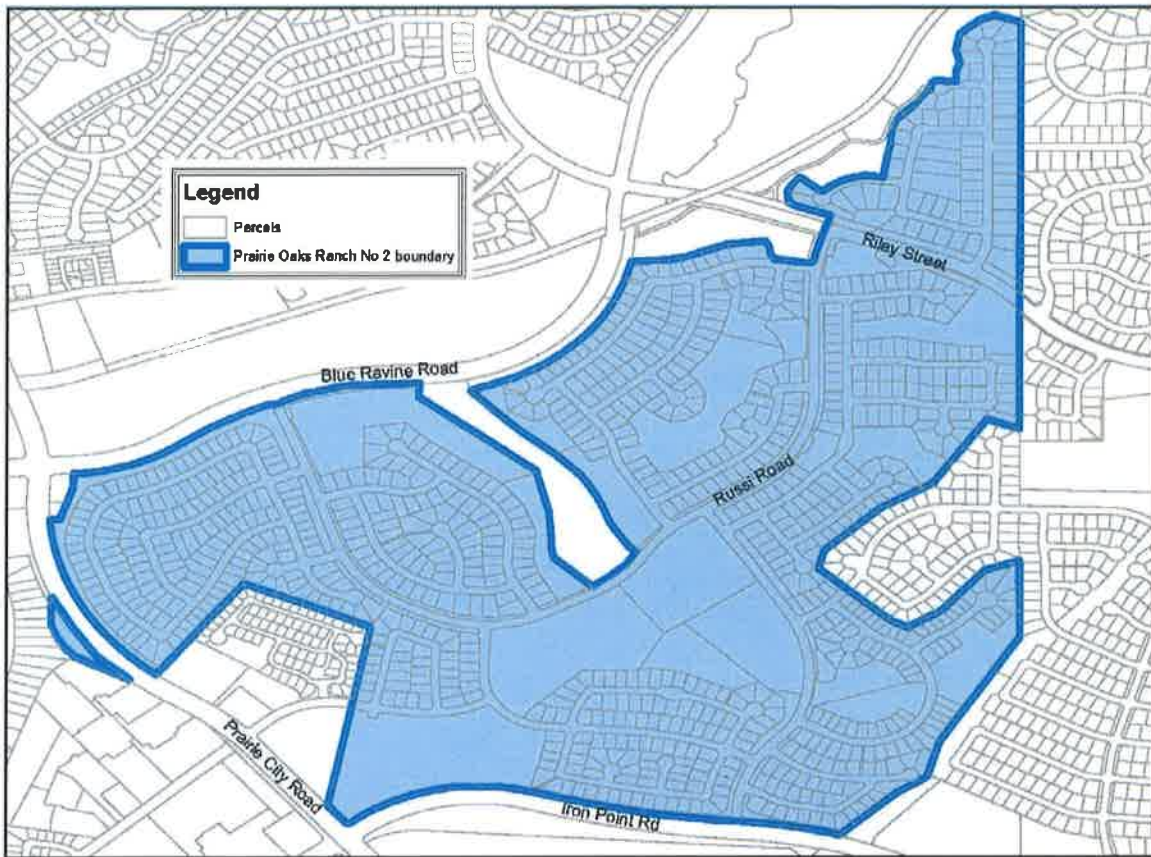 Legend
Parcels
Prairie Oaks Ranch No 2 boundary
Riley Street
Blue Ravine Road
Russi Road
Prairie City Road
Iron Point Rd